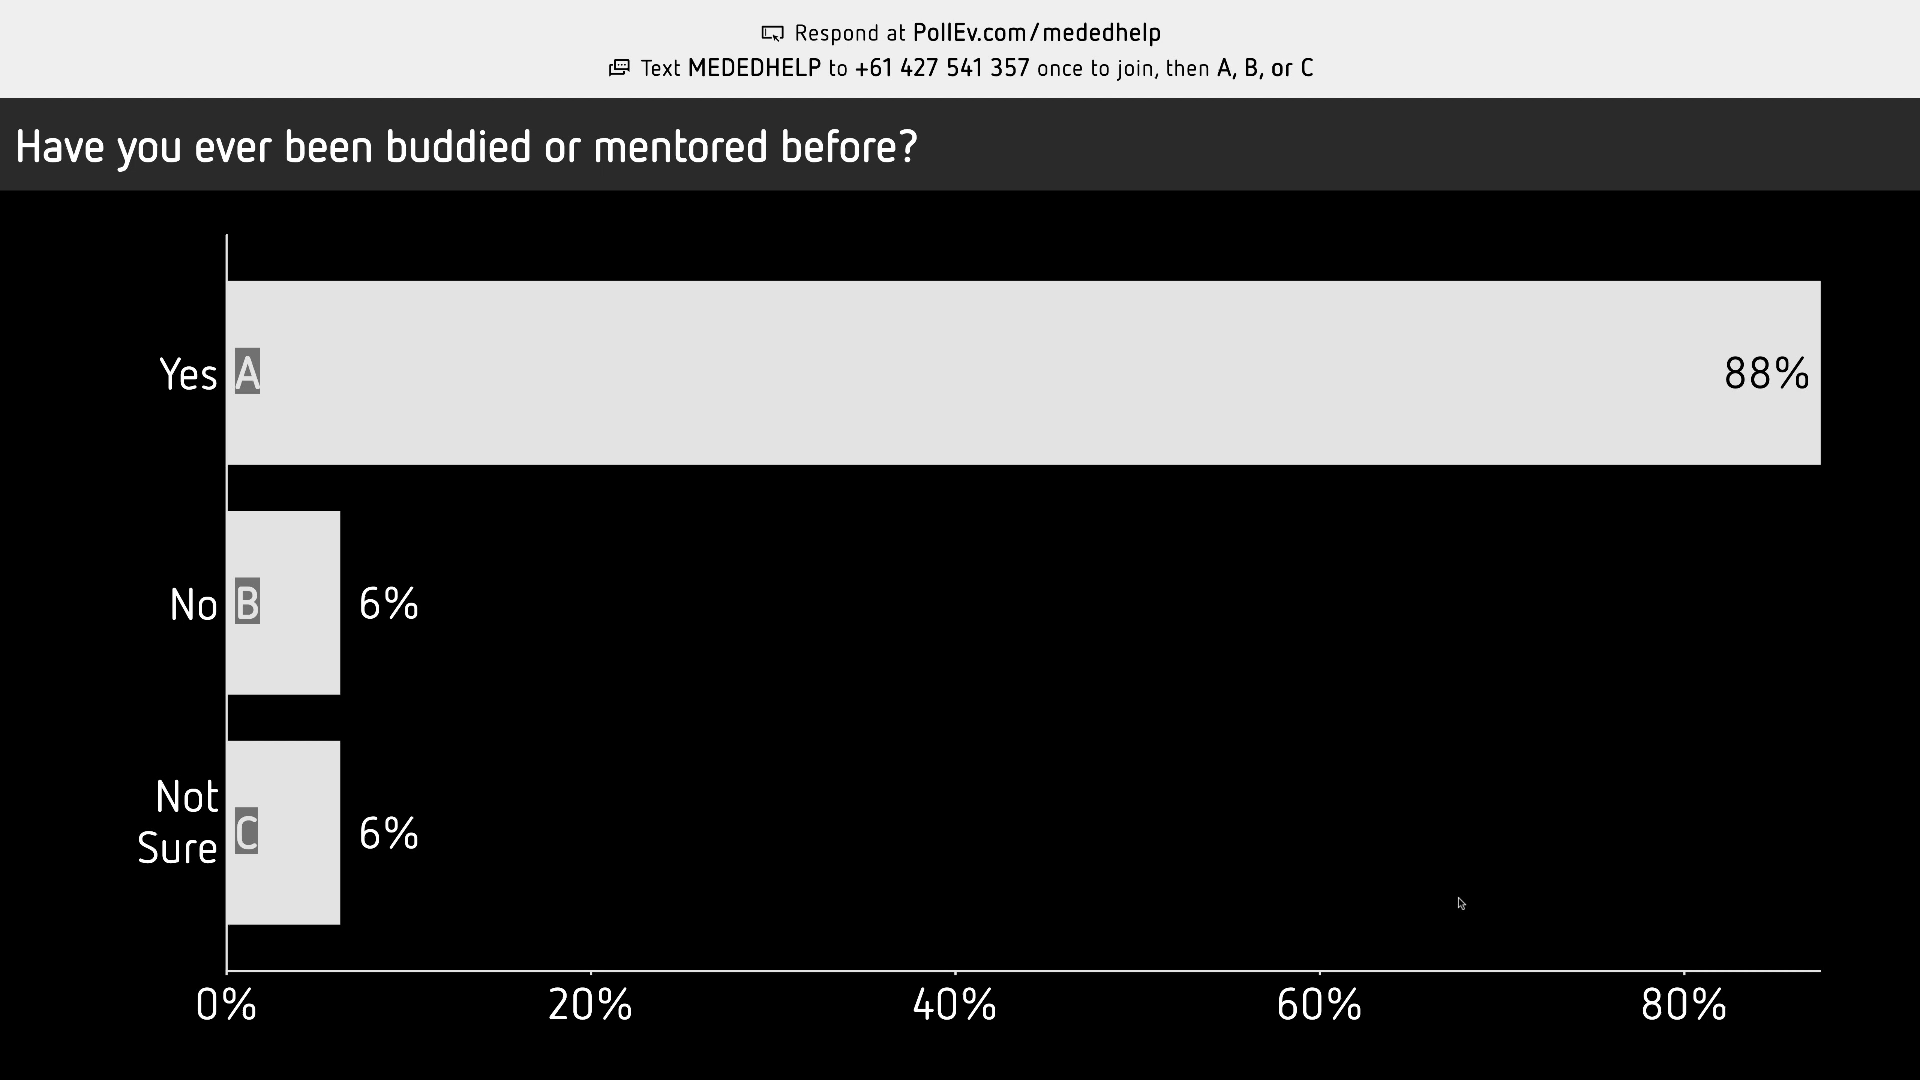 Respond at PollEv.com/mededhelp
Text MEDEDHELP to +61 427 541 357 once to join, then A, B, or C
Have you ever been buddied or mentored before?
Yes A 88%
No B 6%
Not
Sure C 6%
0% 20% 40% 60% 80%